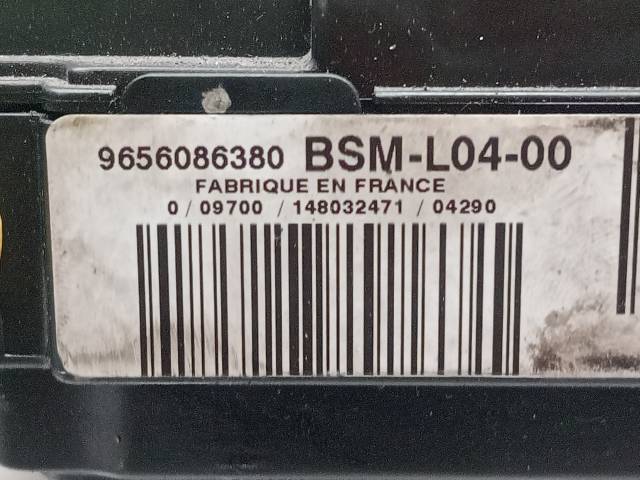 9656086380 BSM-L04-00
FABRIQUE EN FRANCE
0 / 09700 / 148032471 / 04290